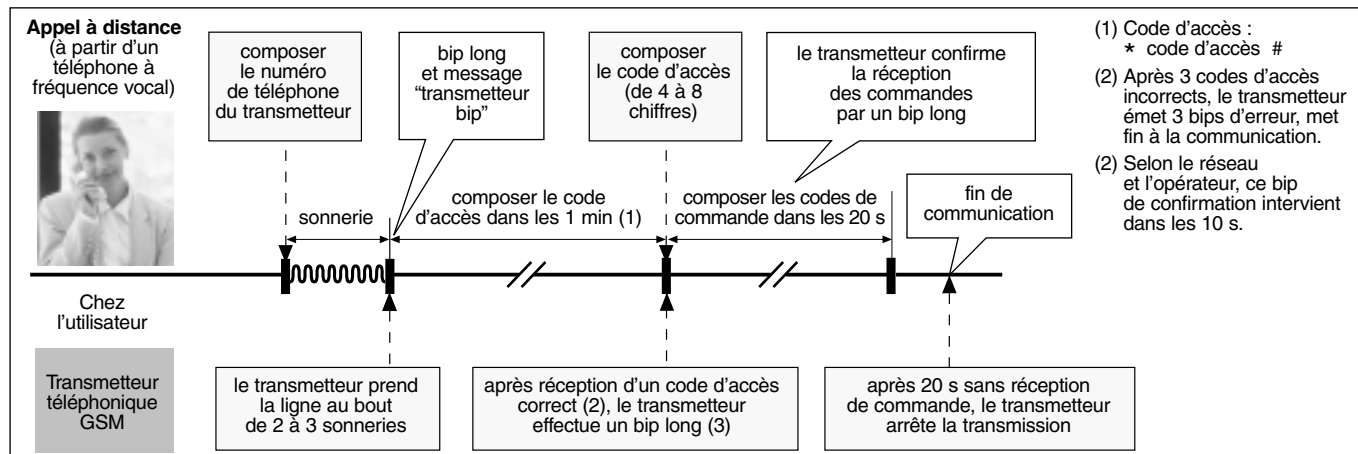 Appel à distance
(à partir d'un
téléphone à
fréquence vocal)
composer
le numéro
de téléphone
du transmetteur
bip long
et message
“transmetteur
bip”
composer
le code d'accès
(de 4 à 8
chiffres)
le transmetteur confirme
la réception
des commandes
par un bip long
(1) Code d'accès :
* code d'accès #
(2) Après 3 codes d'accès
incorrects, le transmetteur
émet 3 bips d'erreur, met
fin à la communication.
(2) Selon le réseau
et l'opérateur, ce bip
de confirmation intervient
dans les 10 s.
sonnerie
composer le code
d'accès dans les 1 min (1)
composer les codes de
commande dans les 20 s
fin de
communication
Chez
l'utilisateur
Transmetteur
téléphonique
GSM
le transmetteur prend
la ligne au bout
de 2 à 3 sonneries
après réception d'un code d'accès
correct (2), le transmetteur
effectue un bip long (3)
après 20 s sans réception
de commande, le transmetteur
arrête la transmission